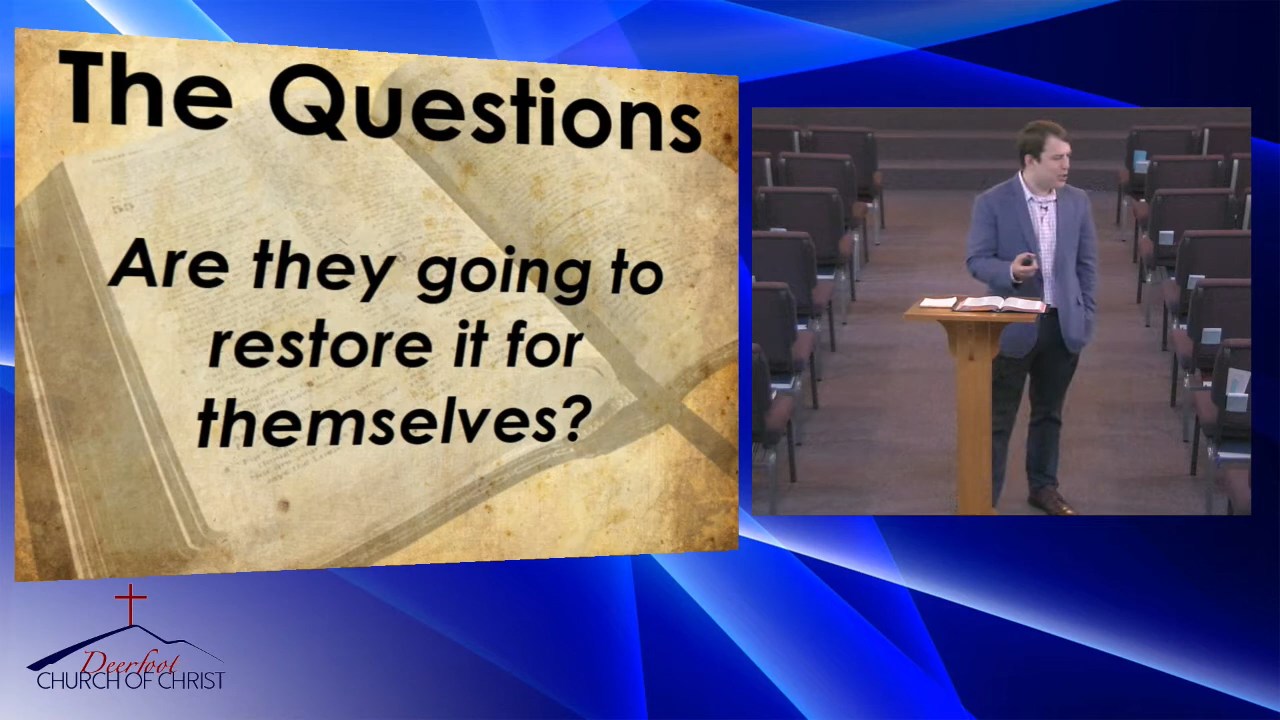 The Questions
Are they going to
restore it for
themselves?
Deerfoot
CHURCH OF CHRIST